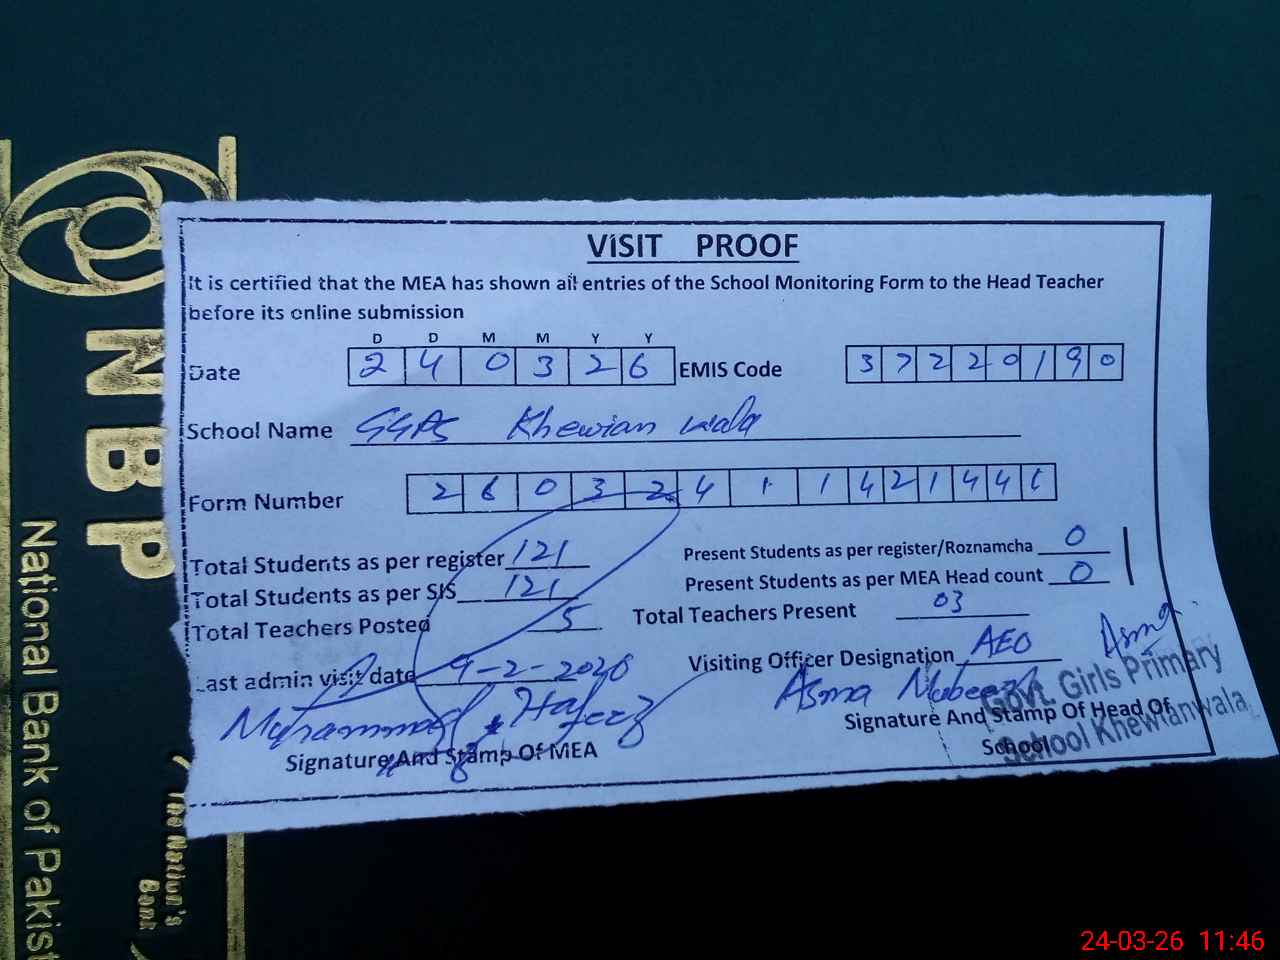 NBP
National Bank of Pakist
The Nation's
Bank
VISIT PROOF
It is certified that the MEA has shown all entries of the School Monitoring Form to the Head Teacher
before its online submission
D D M M Y Y
Date 2 4 0 3 2 6 EMIS Code 3 7 2 2 0 1 9 0
School Name GGPS Khewian wala
Form Number 2 6 0 3 2 4 1 1 4 2 1 4 4
Total Students as per register 121 Present Students as per register/Roznamcha 0
Total Students as per SIS 121 Present Students as per MEA Head count 0
Total Teachers Posted 5 Total Teachers Present 03
Last admin visit date 9-2-2026 Visiting Officer Designation AEO
Asma
Muhammad Hafeez Asma Mubeen
Signature And Stamp Of MEA Signature And Stamp Of Head Of
School
Govt. Girls Primary
School Khewianwala
24-03-26 11:46